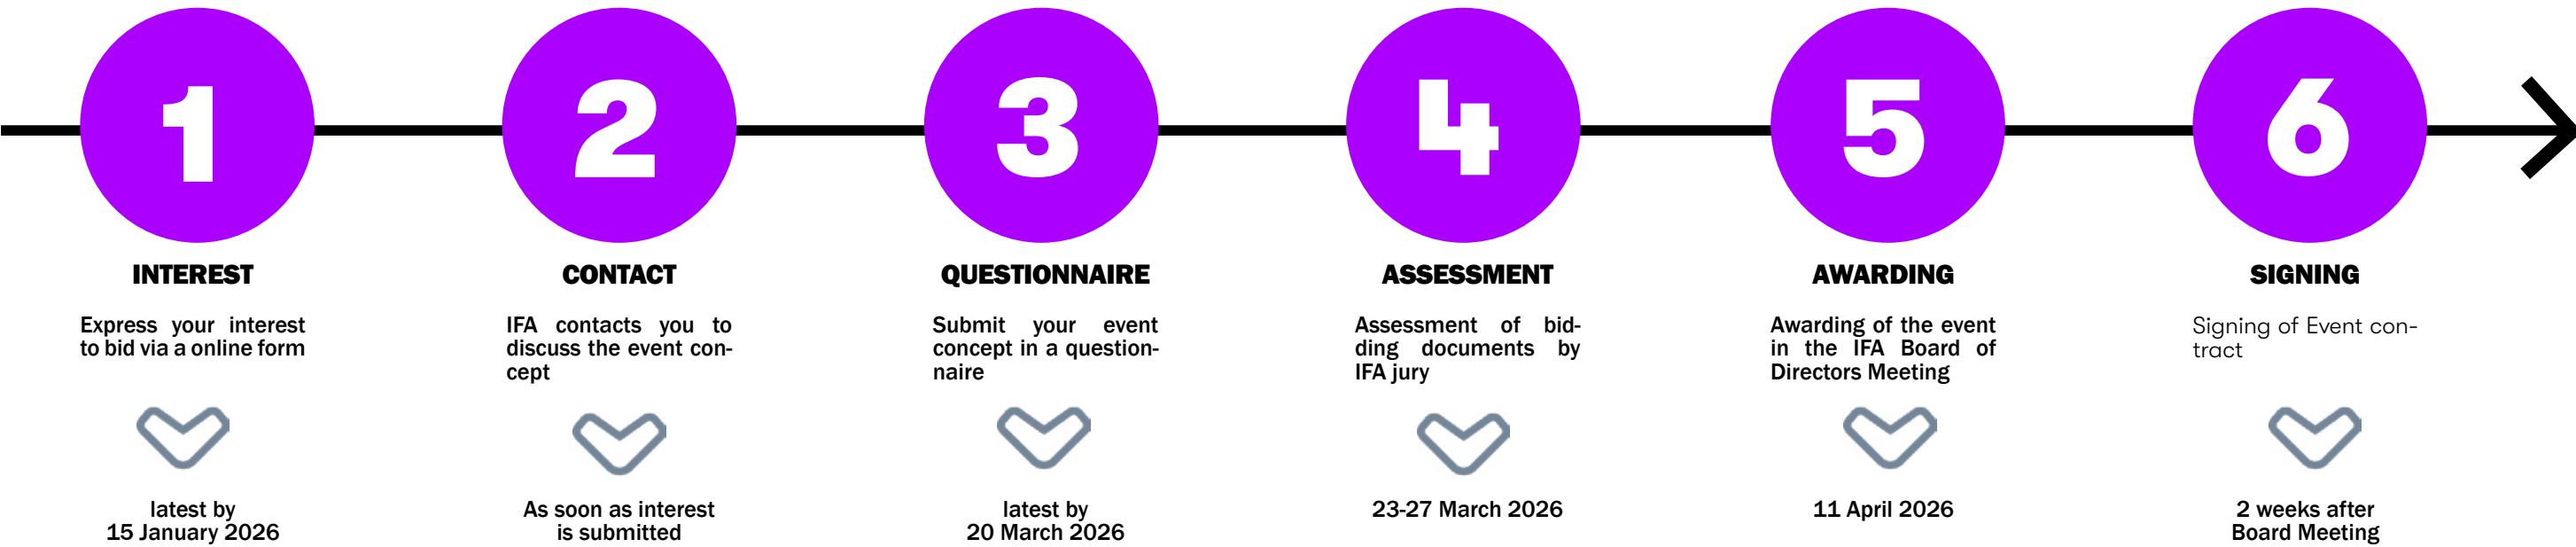 1
INTEREST
Express your interest
to bid via a online form
latest by
15 January 2026
2
CONTACT
IFA contacts you to
discuss the event con-
cept
As soon as interest
is submitted
3
QUESTIONNAIRE
Submit your event
concept in a question-
naire
latest by
20 March 2026
4
ASSESSMENT
Assessment of bid-
ding documents by
IFA jury
23-27 March 2026
5
AWARDING
Awarding of the event
in the IFA Board of
Directors Meeting
11 April 2026
6
SIGNING
Signing of Event con-
tract
2 weeks after
Board Meeting